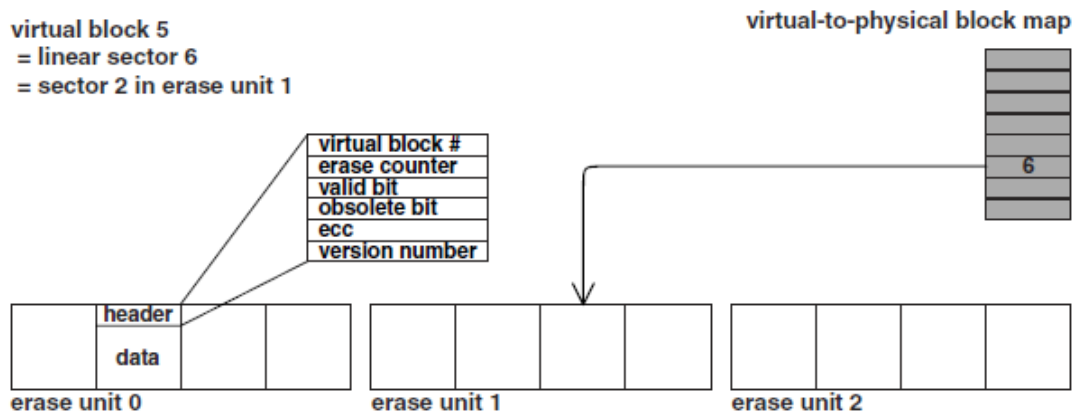 virtual block 5
= linear sector 6
= sector 2 in erase unit 1
virtual-to-physical block map
virtual block #
erase counter
valid bit
obsolete bit
ecc
version number
6
header
data
erase unit 0
erase unit 1
erase unit 2